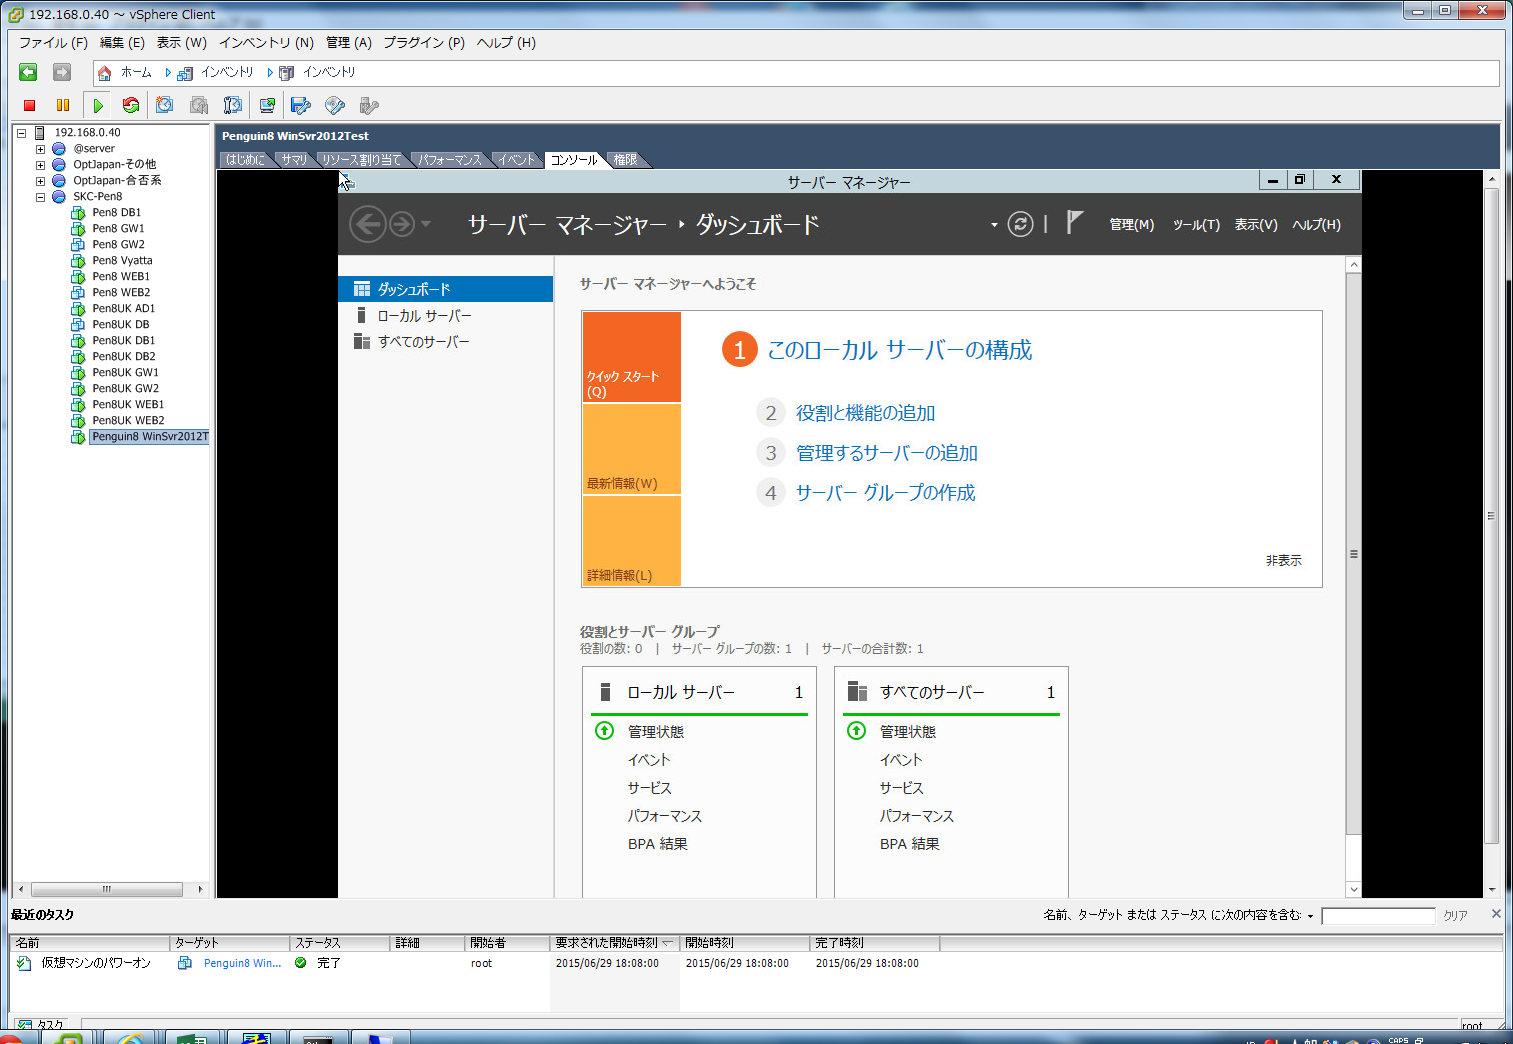 192.168.0.40 ～ vSphere Client
ファイル (F) 編集 (E) 表示 (W) インベントリ (N) 管理 (A) プラグイン (P) ヘルプ (H)
ホーム インベントリ インベントリ
192.168.0.40
@server
OptJapan-その他
OptJapan-合否系
SKC-Pen8
Pen8 DB1
Pen8 GW1
Pen8 GW2
Pen8 Vyatta
Pen8 WEB1
Pen8 WEB2
Pen8UK AD1
Pen8UK DB
Pen8UK DB1
Pen8UK DB2
Pen8UK GW1
Pen8UK GW2
Pen8UK WEB1
Pen8UK WEB2
Penguin8 WinSvr2012T
Penguin8 WinSvr2012Test
はじめに サマリ リソース割り当て パフォーマンス イベント コンソール 権限
サーバー マネージャー
サーバー マネージャー ダッシュボード
管理(M) ツール(T) 表示(V) ヘルプ(H)
ダッシュボード
ローカル サーバー
すべてのサーバー
サーバー マネージャーへようこそ
クイック スタート
(Q)
最新情報(W)
詳細情報(L)
1 このローカル サーバーの構成
2 役割と機能の追加
3 管理するサーバーの追加
4 サーバー グループの作成
非表示
役割とサーバー グループ
役割の数: 0 | サーバー グループの数: 1 | サーバーの合計数: 1
ローカル サーバー 1
管理状態
イベント
サービス
パフォーマンス
BPA 結果
すべてのサーバー 1
管理状態
イベント
サービス
パフォーマンス
BPA 結果
最近のタスク
名前、ターゲット または ステータス に次の内容を含む: クリア
名前 ターゲット ステータス 詳細 開始者 要求された開始時刻 開始時刻 完了時刻
仮想マシンのパワーオン Penguin8 Win... 完了 root 2015/06/29 18:08:00 2015/06/29 18:08:00 2015/06/29 18:08:00
タスク
root
CAPS